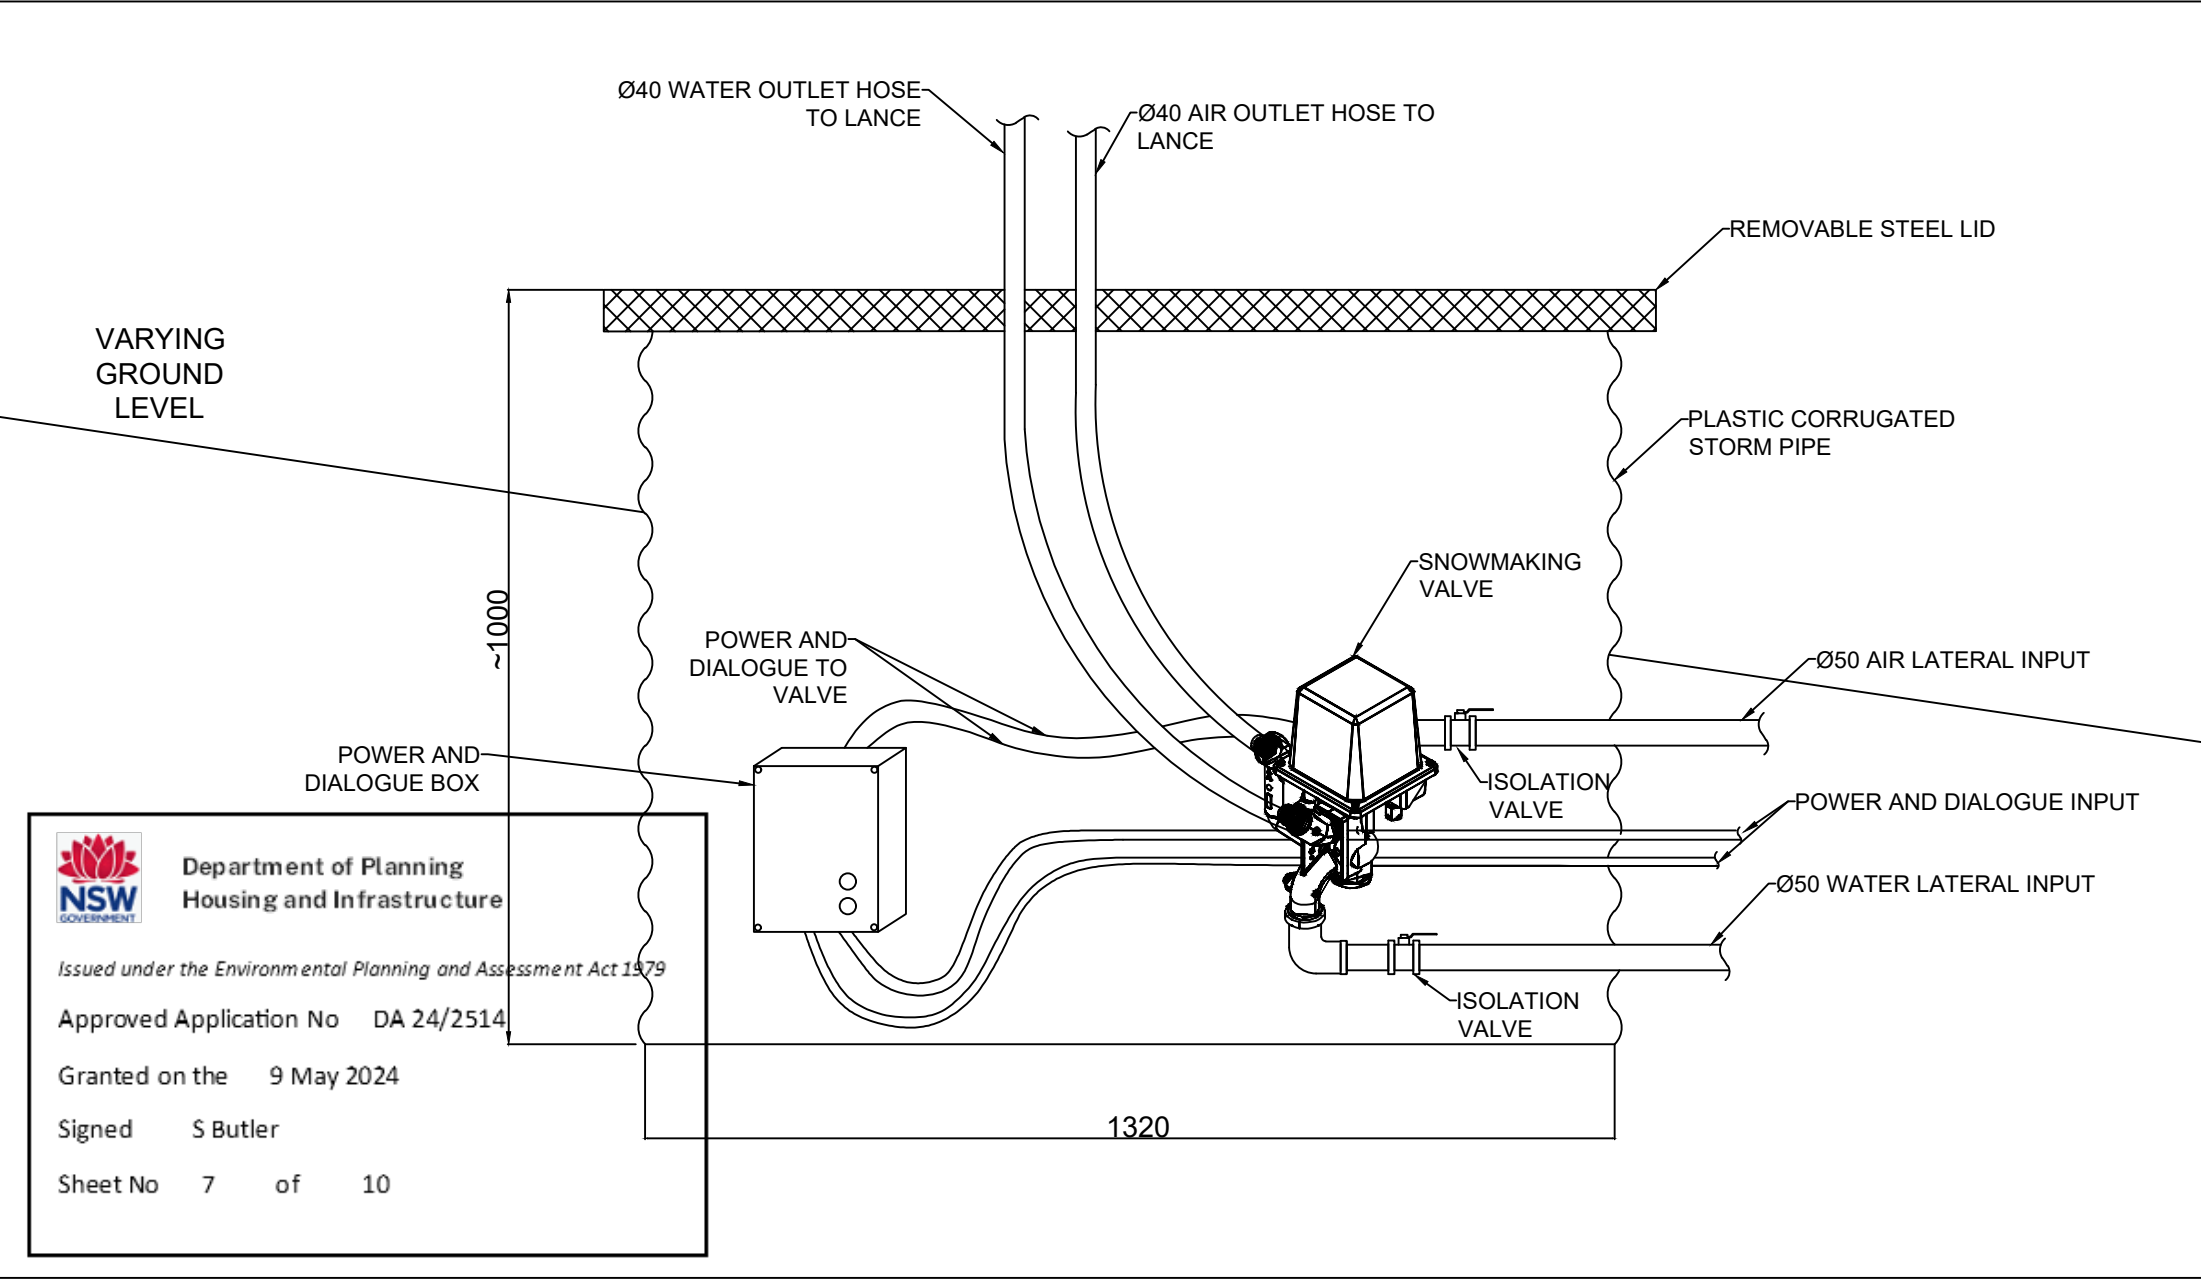 Ø40 WATER OUTLET HOSE
TO LANCE
Ø40 AIR OUTLET HOSE TO
LANCE
REMOVABLE STEEL LID
VARYING
GROUND
LEVEL
PLASTIC CORRUGATED
STORM PIPE
SNOWMAKING
VALVE
~1000
POWER AND
DIALOGUE TO
VALVE
Ø50 AIR LATERAL INPUT
POWER AND
DIALOGUE BOX
ISOLATION
VALVE
POWER AND DIALOGUE INPUT
Ø50 WATER LATERAL INPUT
ISOLATION
VALVE
1320
NSW
GOVERNMENT
Department of Planning
Housing and Infrastructure
Issued under the Environmental Planning and Assessment Act 1979
Approved Application No DA 24/2514
Granted on the 9 May 2024
Signed S Butler
Sheet No 7 of 10